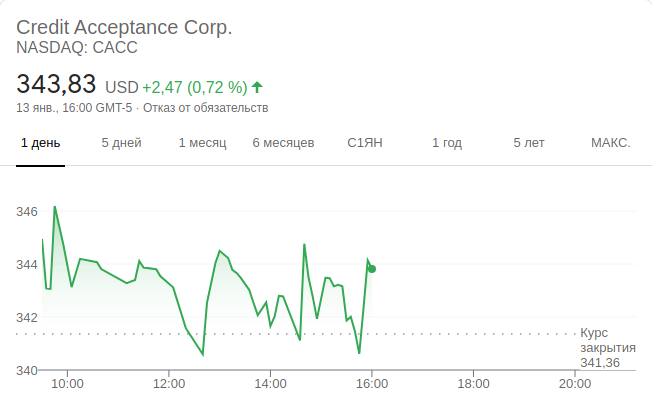 Credit Acceptance Corp.
NASDAQ: CACC
343,83 USD +2,47 (0,72 %)
13 янв., 16:00 GMT-5 · Отказ от обязательств
1 день 5 дней 1 месяц 6 месяцев С1ЯН 1 год 5 лет МАКС.
346
344
342
340
Курс
закрытия
341,36
10:00 12:00 14:00 16:00 18:00 20:00